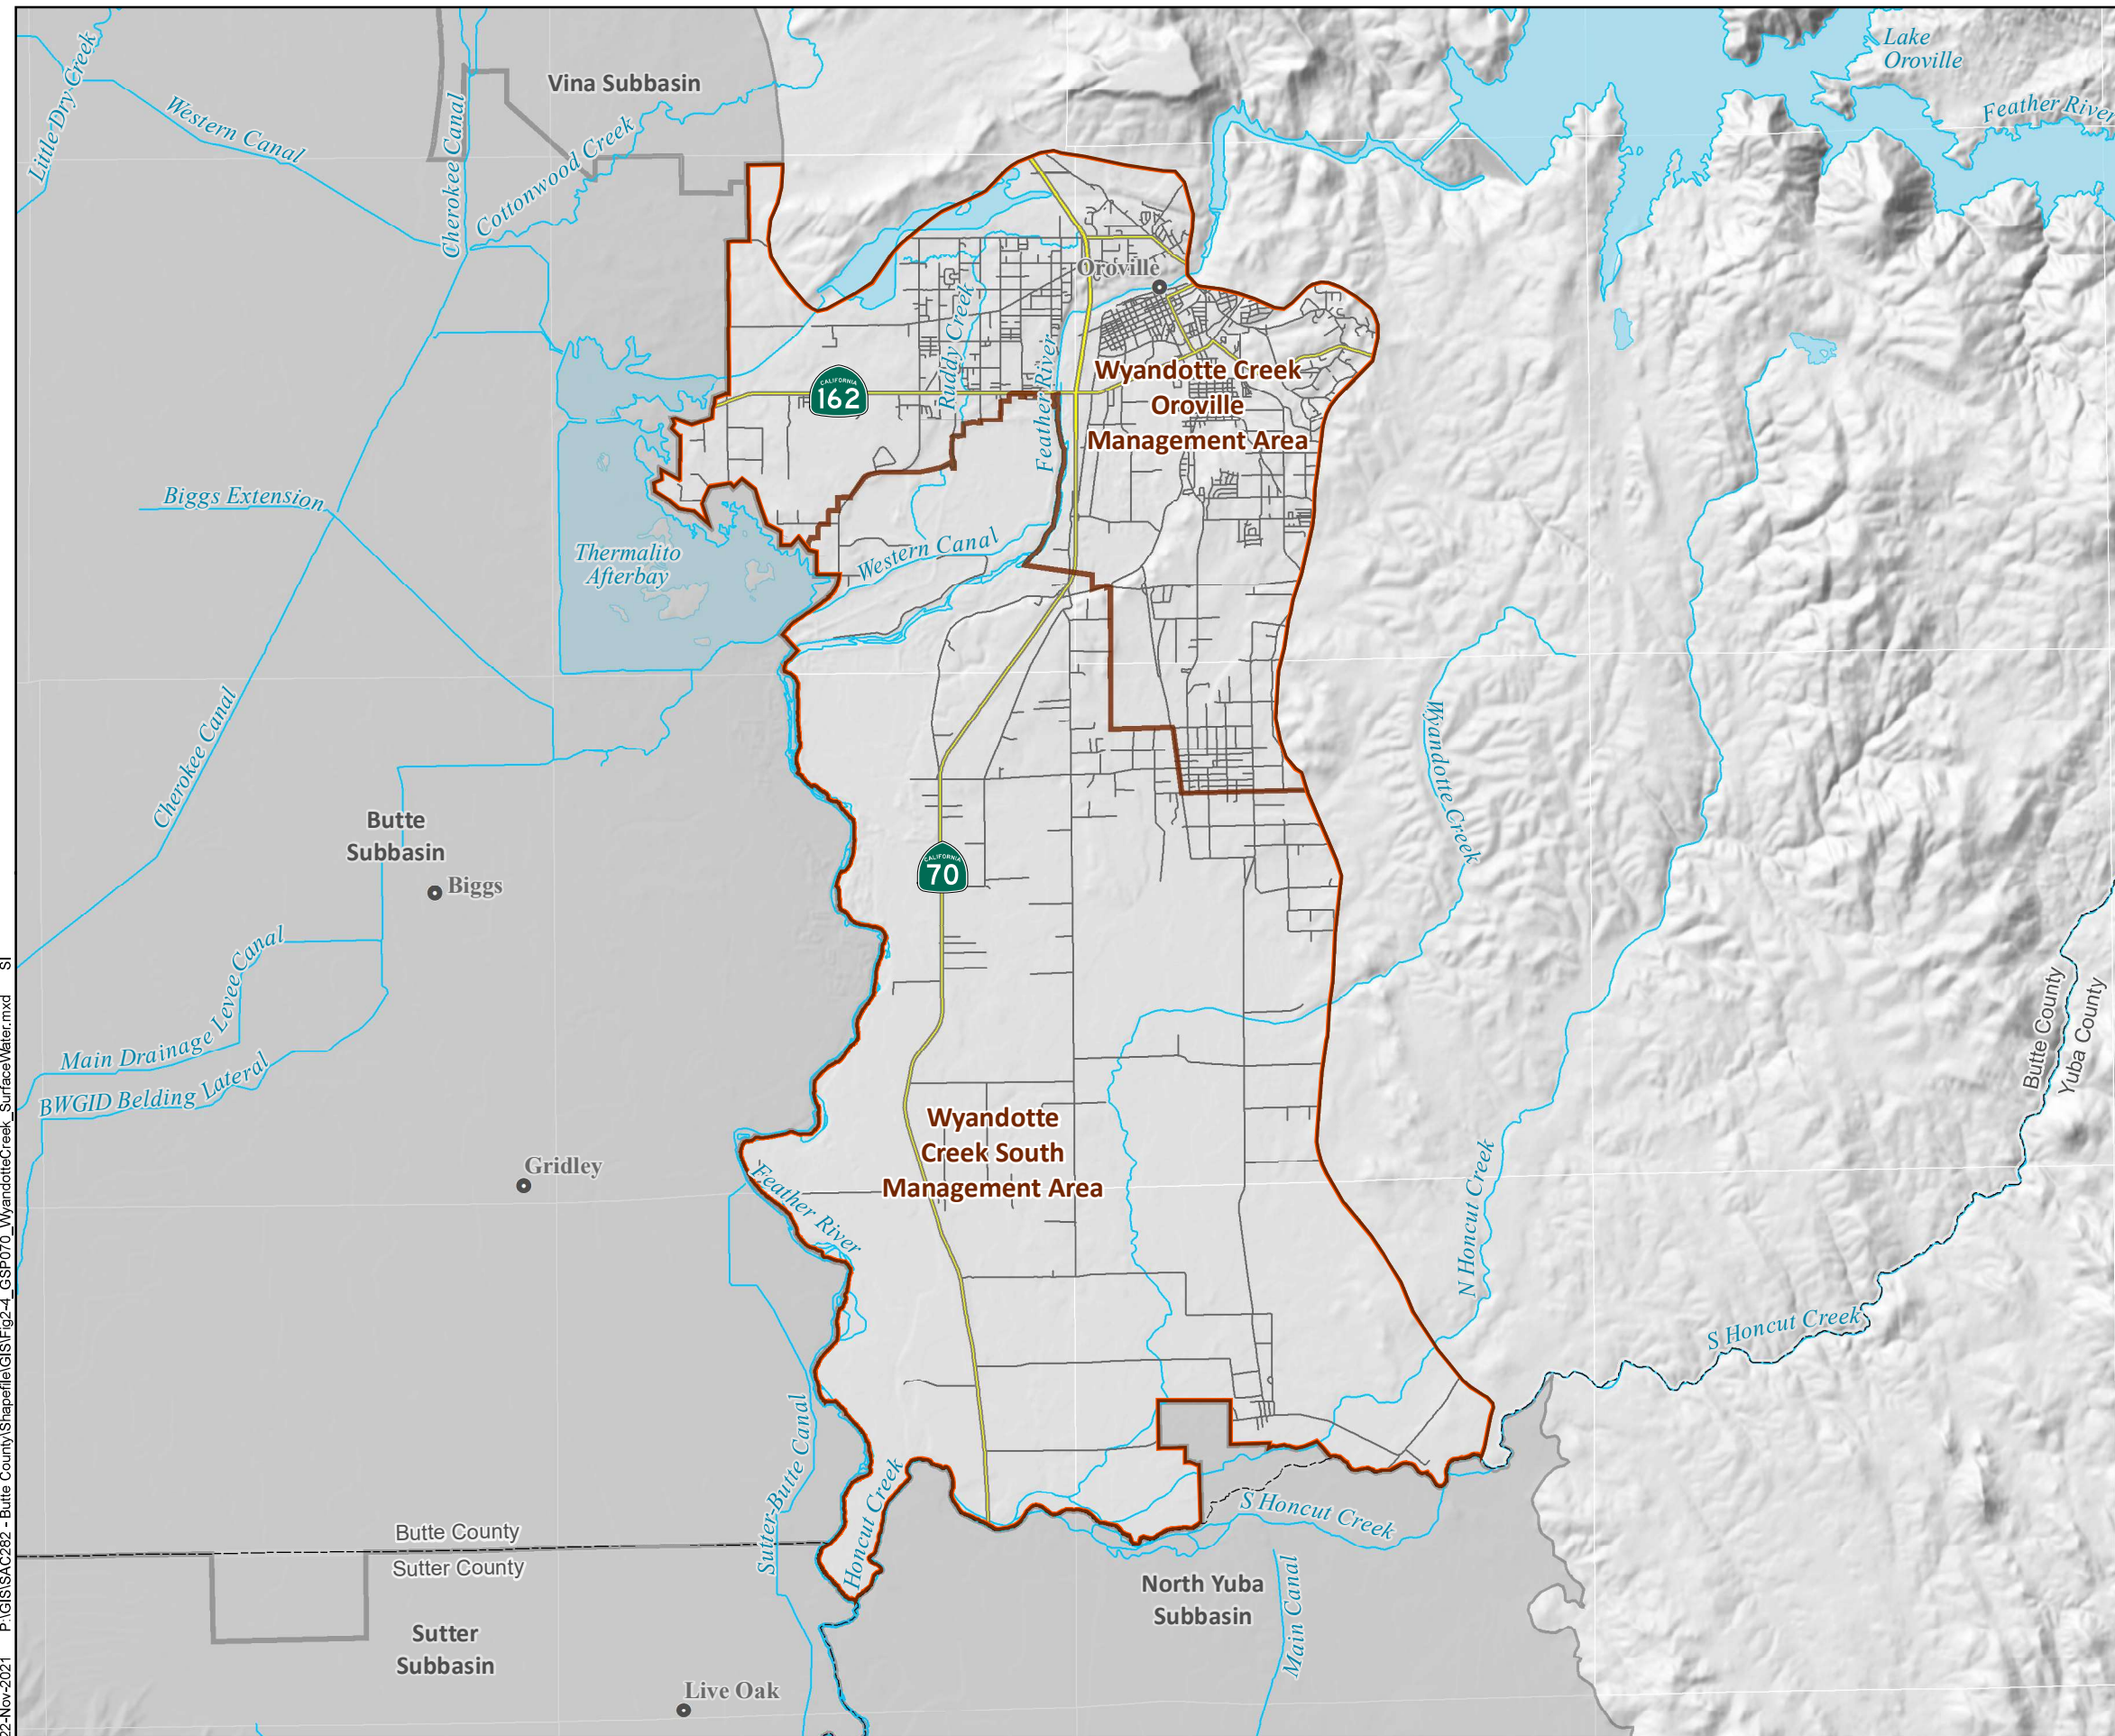 Little Dry Creek
Western Canal
Cherokee Canal
Vina Subbasin
Cottonwood Creek
Lake
Oroville
Feather River
Oroville
Ruddy Creek
Feather River
CALIFORNIA
162
Wyandotte Creek
Oroville
Management Area
Biggs Extension
Thermalito
Afterbay
Western Canal
Cherokee Canal
Wyandotte Creek
Butte
Subbasin
Biggs
CALIFORNIA
70
Main Drainage Levee Canal
BWGID Belding Lateral
Butte County
Yuba County
Wyandotte
Creek South
Management Area
Gridley
Feather River
N Honcut Creek
S Honcut Creek
Sutter-Butte Canal
Honcut Creek
S Honcut Creek
Butte County
Sutter County
North Yuba
Subbasin
Main Canal
Sutter
Subbasin
Live Oak
22-Nov-2021 P:\GIS\SAC282 - Butte County\Shapefile\GIS\Fig2-4_GSP070_WyandotteCreek_SurfaceWater.mxd SI